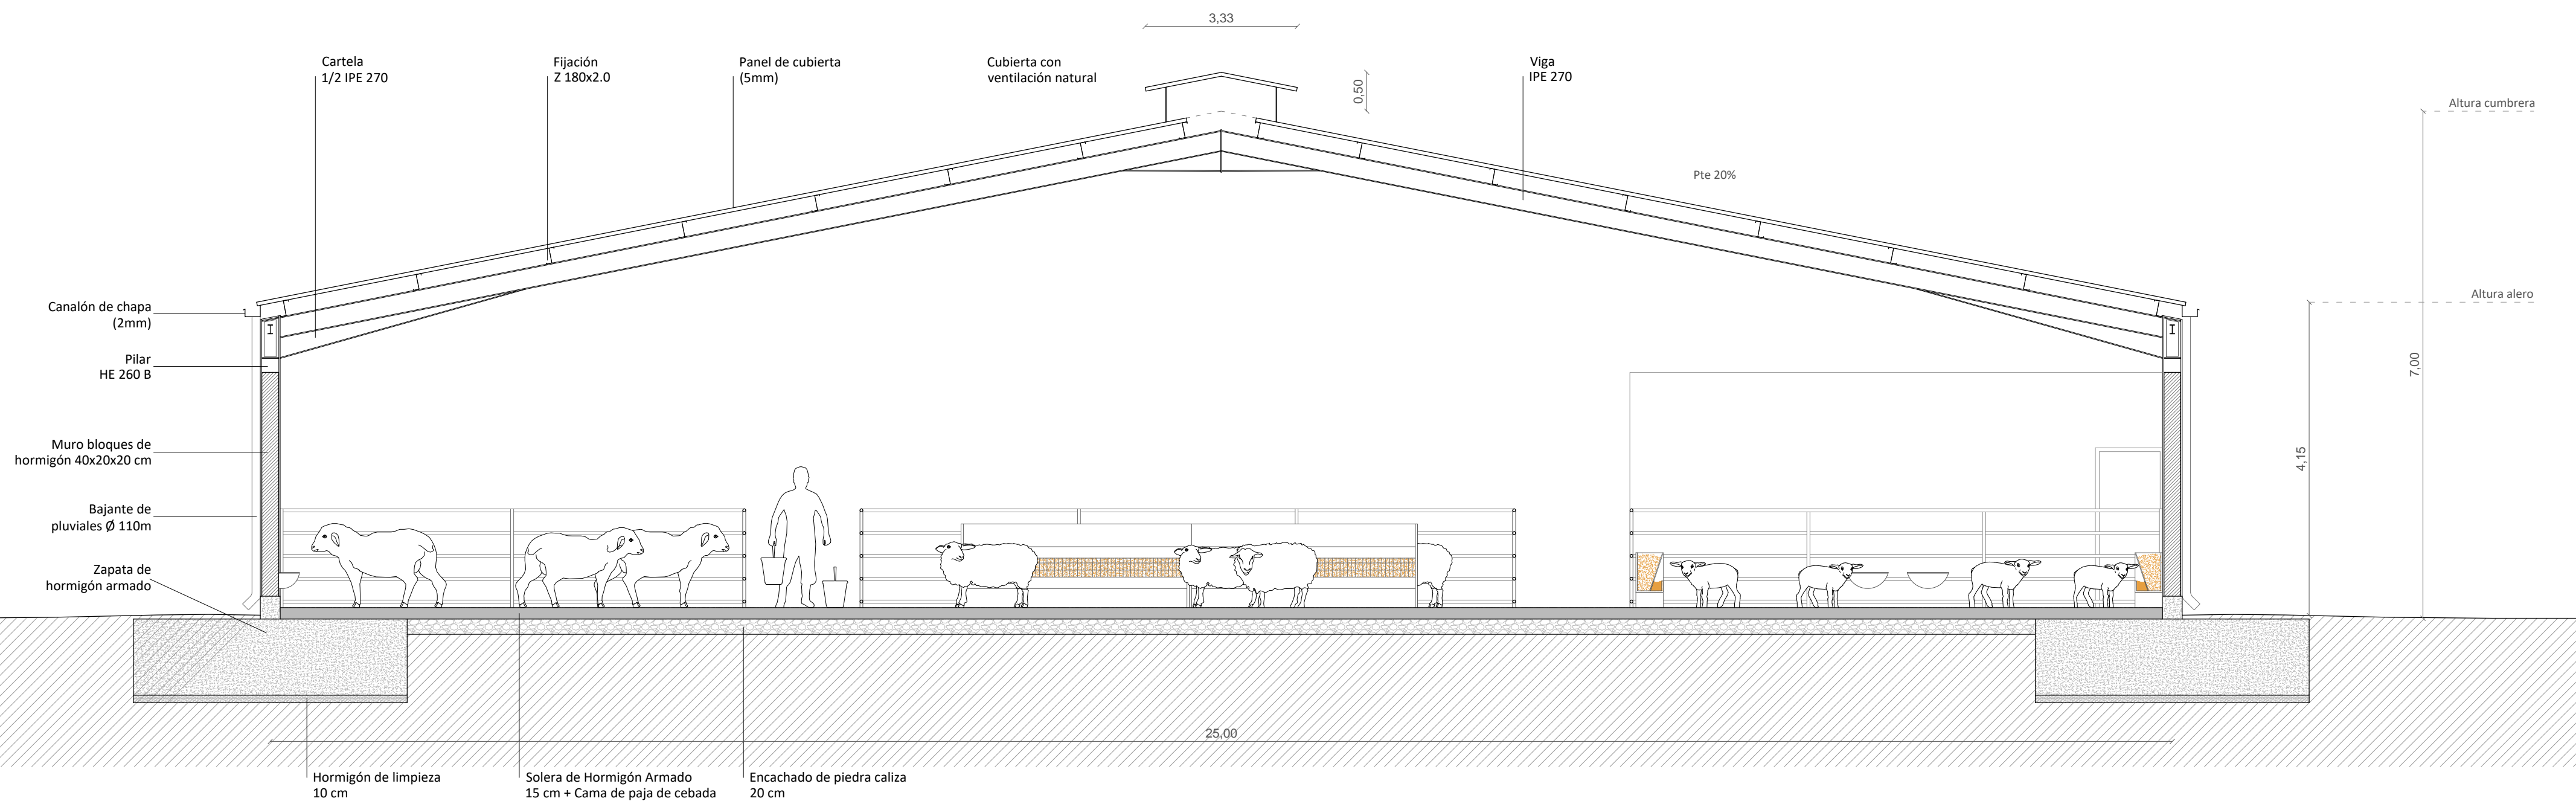 3,33
Cartela
1/2 IPE 270
Fijación
Z 180x2.0
Panel de cubierta
(5mm)
Cubierta con
ventilación natural
0,50
Viga
IPE 270
Altura cumbrera
Pte 20%
Altura alero
Canalón de chapa
(2mm)
Pilar
HE 260 B
7,00
Muro bloques de
hormigón 40x20x20 cm
4,15
Bajante de
pluviales Ø 110m
Zapata de
hormigón armado
25,00
Hormigón de limpieza
10 cm
Solera de Hormigón Armado
15 cm + Cama de paja de cebada
Encachado de piedra caliza
20 cm